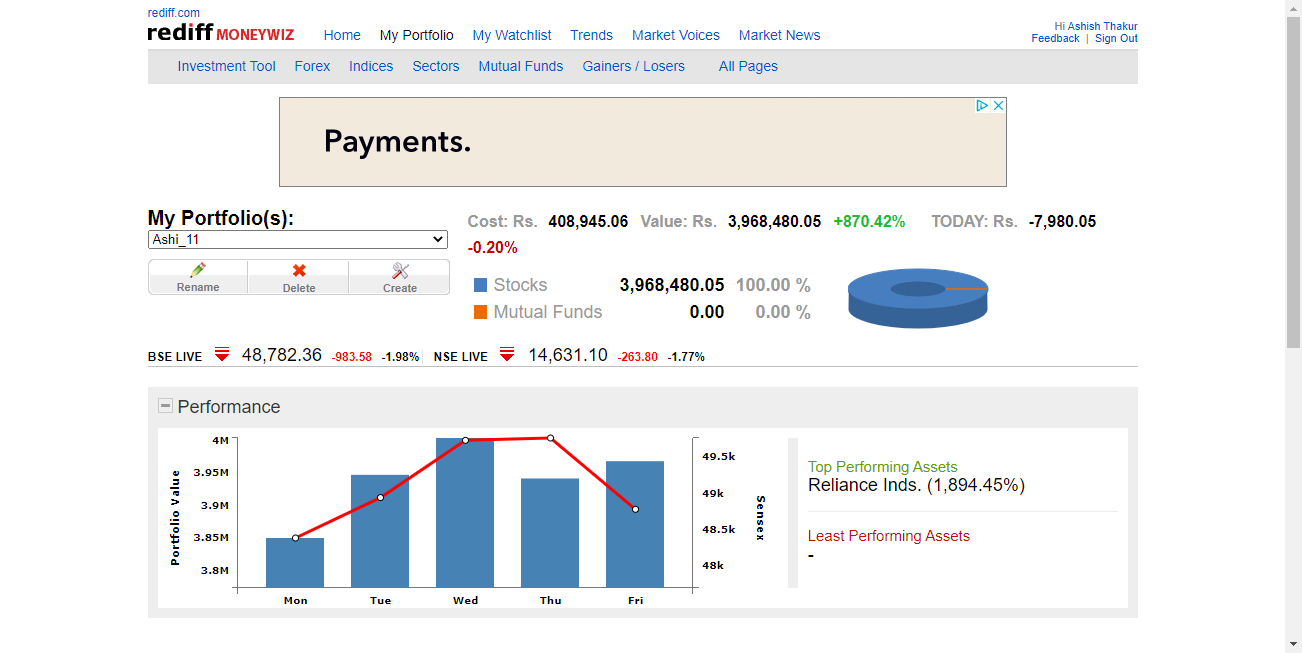 rediff.com
rediff MONEYWIZ
Home My Portfolio My Watchlist Trends Market Voices Market News
Hi Ashish Thakur
Feedback | Sign Out
Investment Tool Forex Indices Sectors Mutual Funds Gainers / Losers All Pages
Payments.
My Portfolio(s):
Ashi_11
Rename Delete Create
Cost: Rs. 408,945.06 Value: Rs. 3,968,480.05 +870.42% TODAY: Rs. -7,980.05
-0.20%
Stocks 3,968,480.05 100.00 %
Mutual Funds 0.00 0.00 %
BSE LIVE 48,782.36 -983.58 -1.98% NSE LIVE 14,631.10 -263.80 -1.77%
Performance
Portfolio Value
4M
3.95M
3.9M
3.85M
3.8M
Mon Tue Wed Thu Fri
49.5k
49k
48.5k
48k
Sensex
Top Performing Assets
Reliance Inds. (1,894.45%)
Least Performing Assets
-